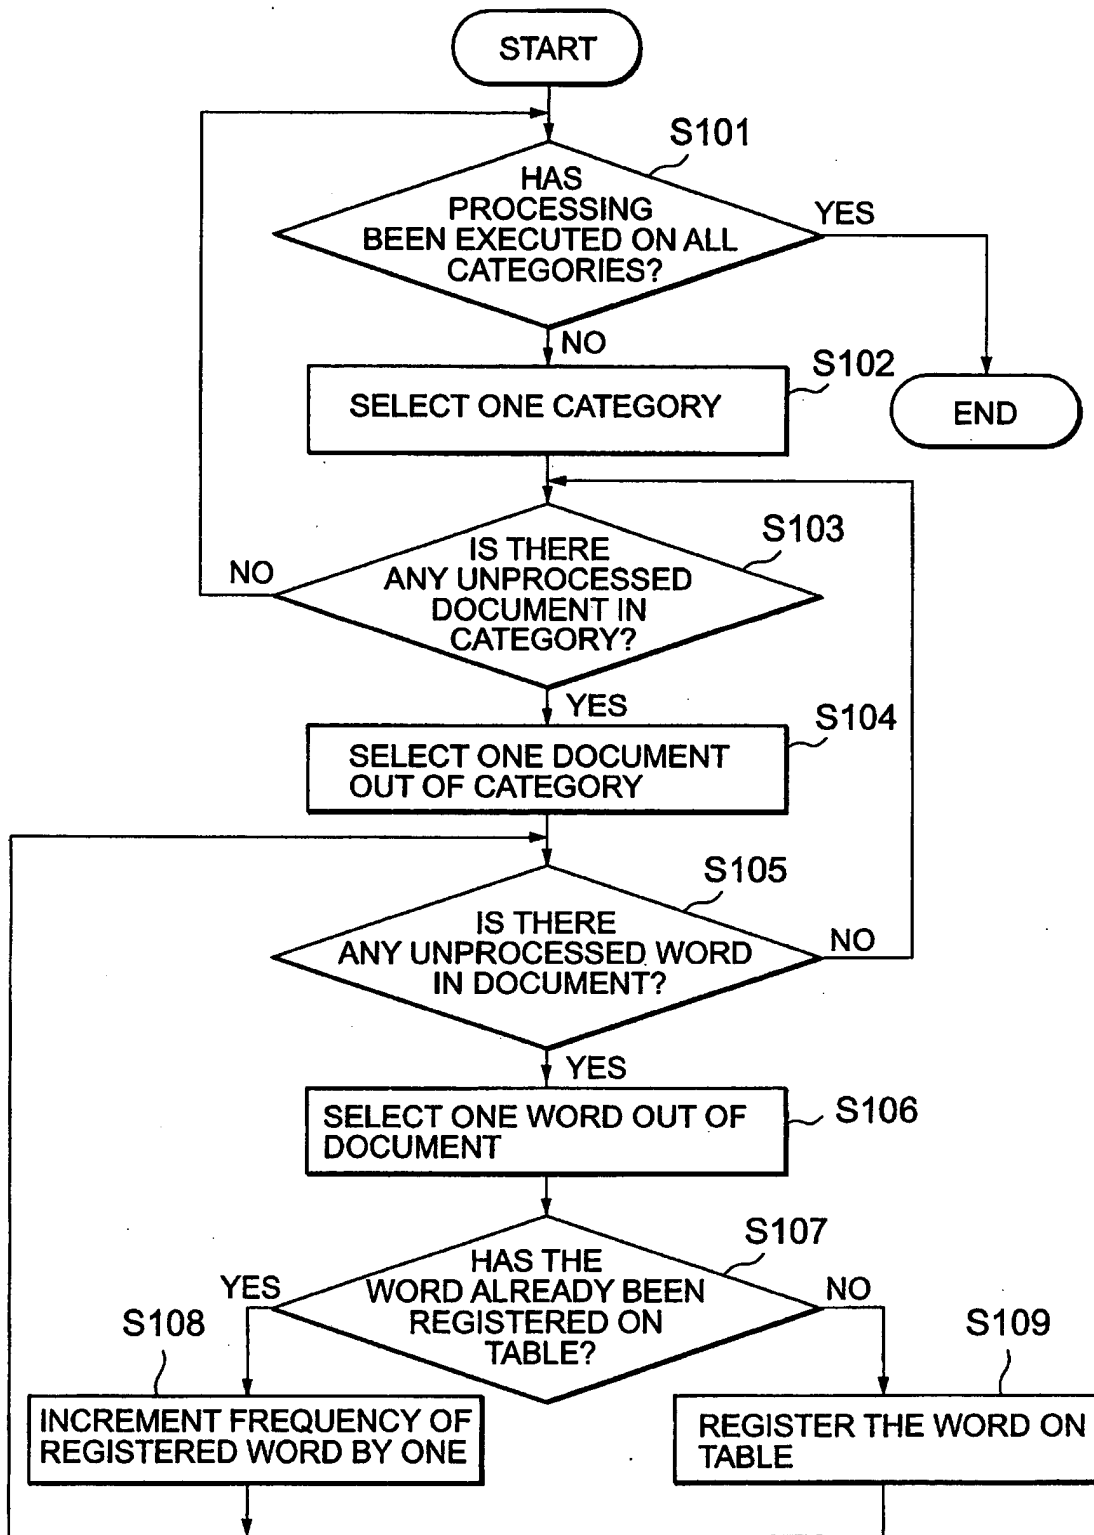 START
S101
HAS
PROCESSING
BEEN EXECUTED ON ALL
CATEGORIES?
YES
NO
S102
SELECT ONE CATEGORY
END
S103
IS THERE
ANY UNPROCESSED
DOCUMENT IN
CATEGORY?
NO
YES
S104
SELECT ONE DOCUMENT
OUT OF CATEGORY
S105
IS THERE
ANY UNPROCESSED WORD
IN DOCUMENT?
NO
YES
S106
SELECT ONE WORD OUT OF
DOCUMENT
S107
HAS THE
WORD ALREADY BEEN
REGISTERED ON
TABLE?
YES
NO
S108
INCREMENT FREQUENCY OF
REGISTERED WORD BY ONE
S109
REGISTER THE WORD ON
TABLE